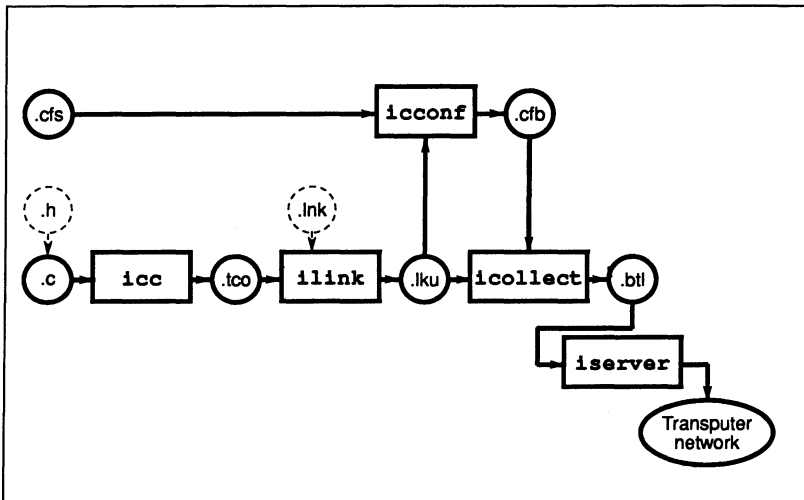 .cfs
icconf
.cfb
.h
.lnk
.c
icc
.tco
ilink
.lku
icollect
.btl
iserver
Transputer
network